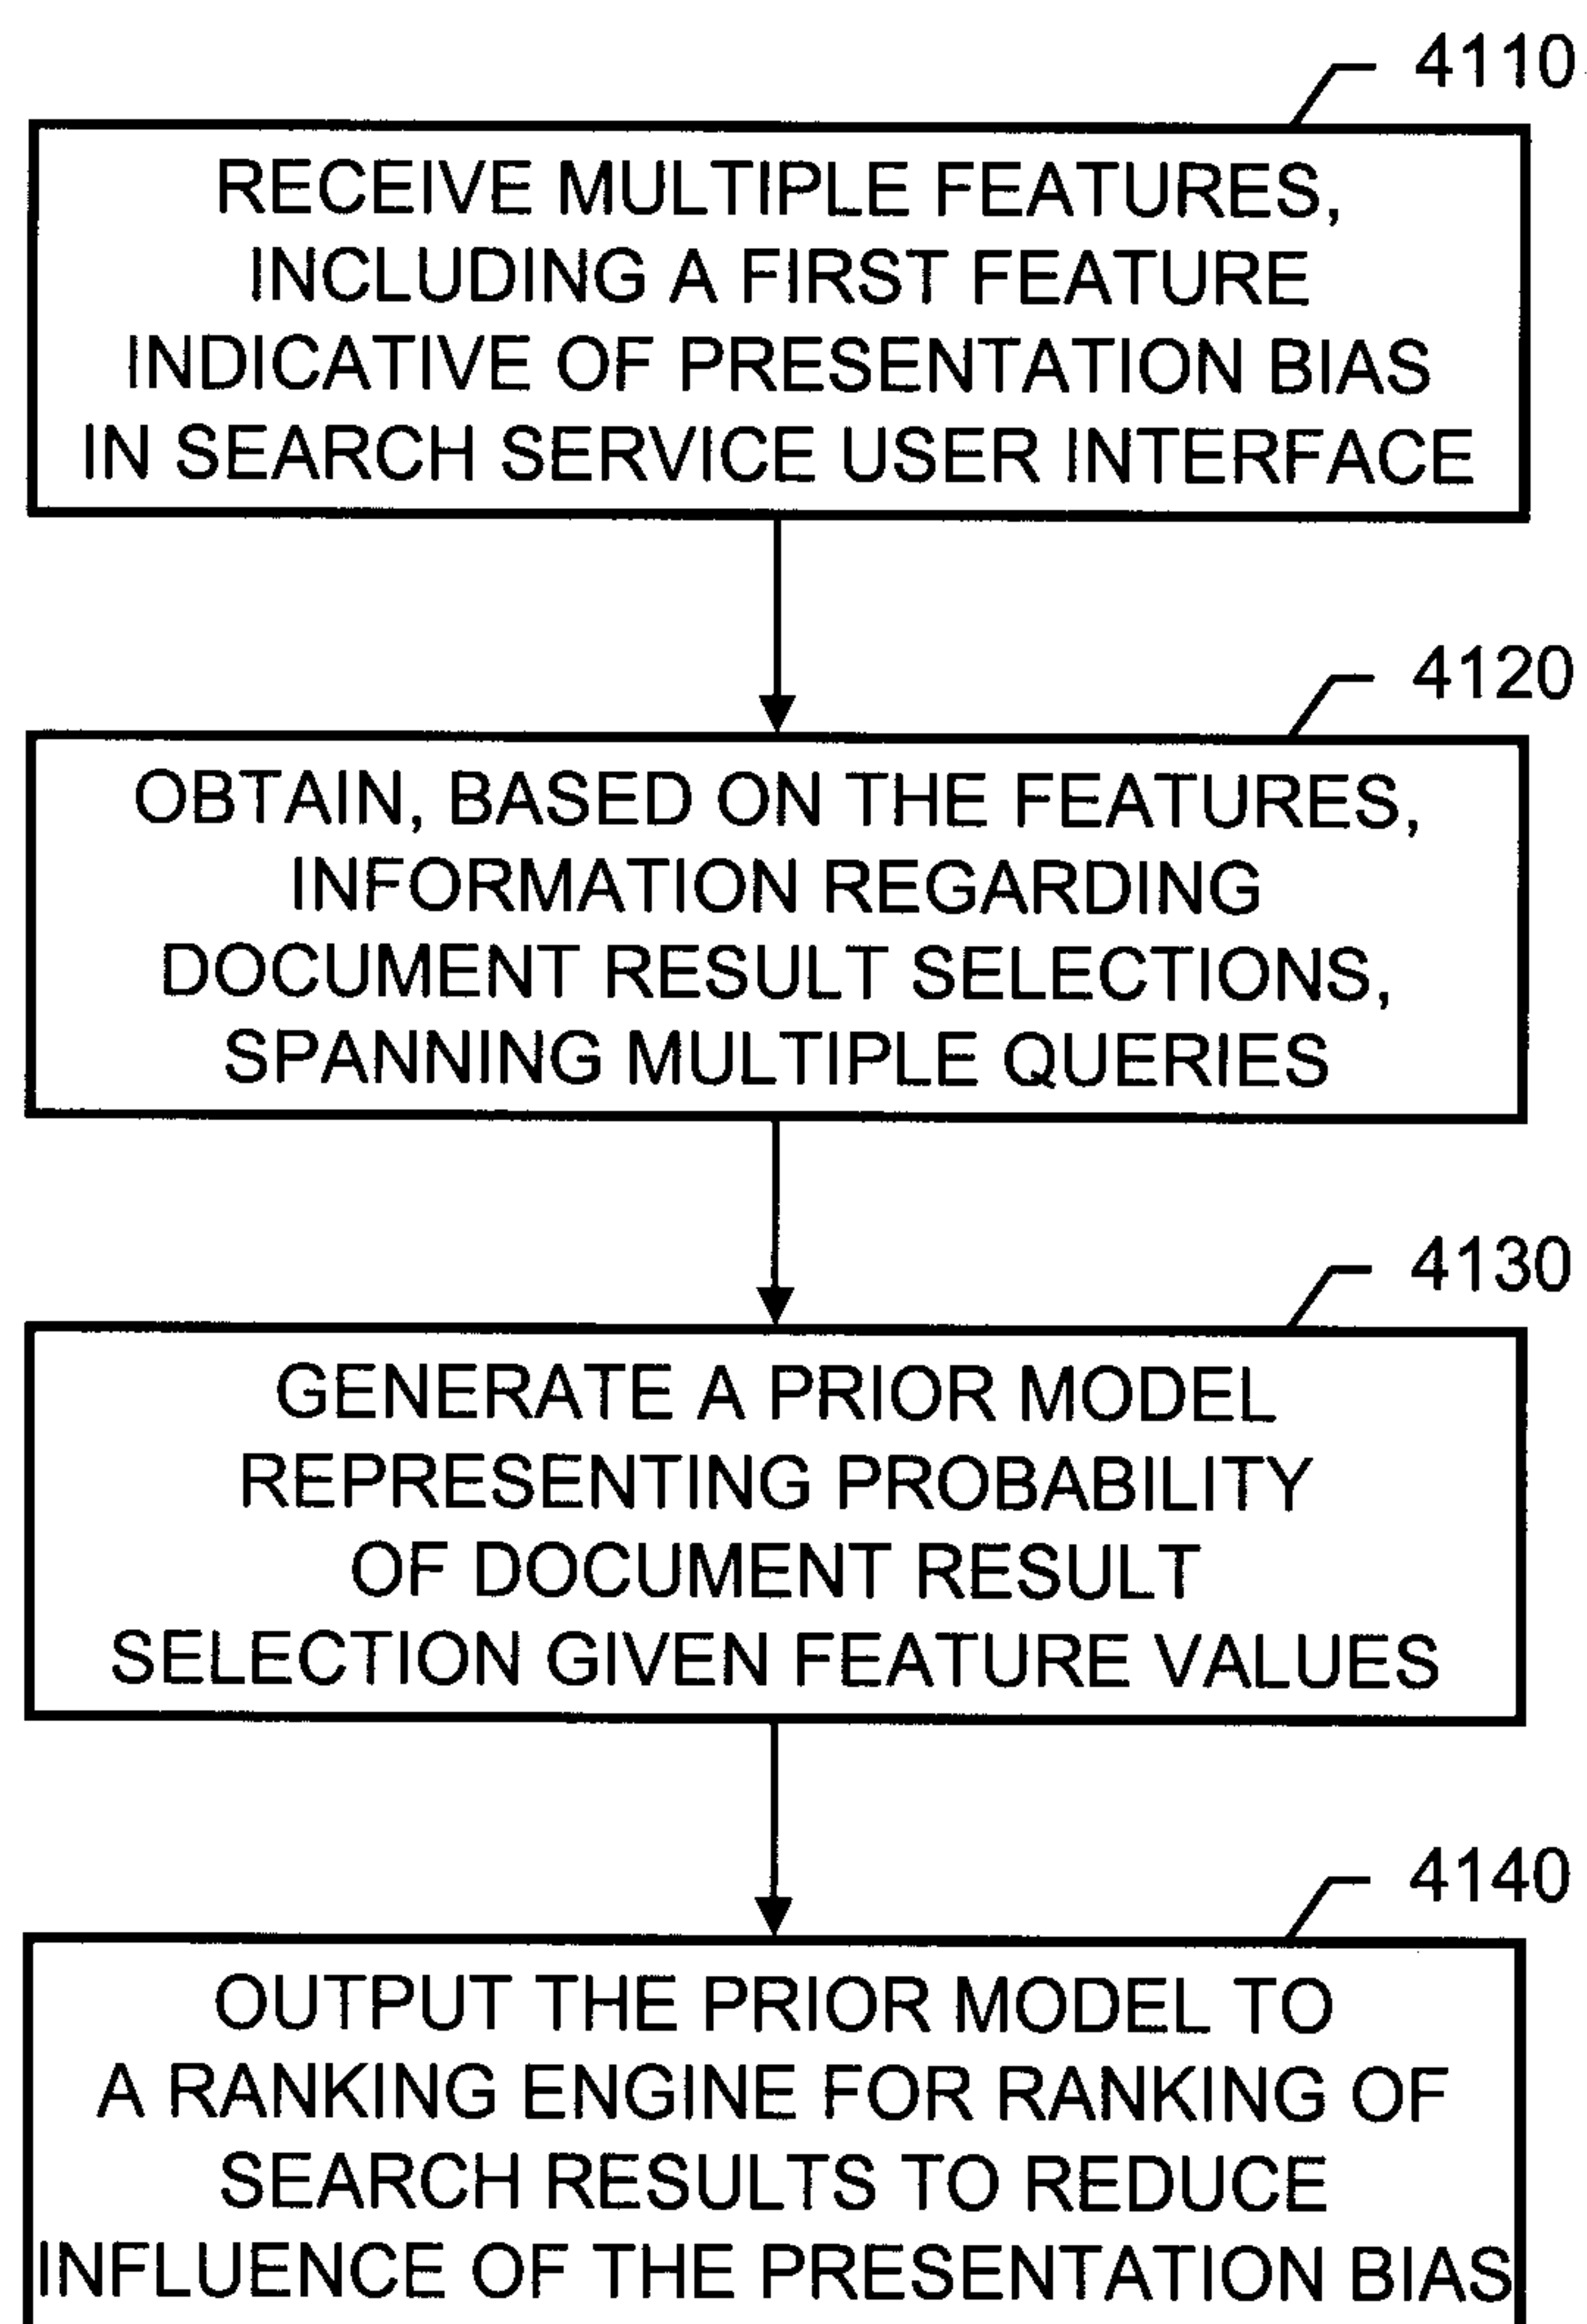 4110
RECEIVE MULTIPLE FEATURES,
INCLUDING A FIRST FEATURE
INDICATIVE OF PRESENTATION BIAS
IN SEARCH SERVICE USER INTERFACE
4120
OBTAIN, BASED ON THE FEATURES,
INFORMATION REGARDING
DOCUMENT RESULT SELECTIONS,
SPANNING MULTIPLE QUERIES
4130
GENERATE A PRIOR MODEL
REPRESENTING PROBABILITY
OF DOCUMENT RESULT
SELECTION GIVEN FEATURE VALUES
4140
OUTPUT THE PRIOR MODEL TO
A RANKING ENGINE FOR RANKING OF
SEARCH RESULTS TO REDUCE
INFLUENCE OF THE PRESENTATION BIAS